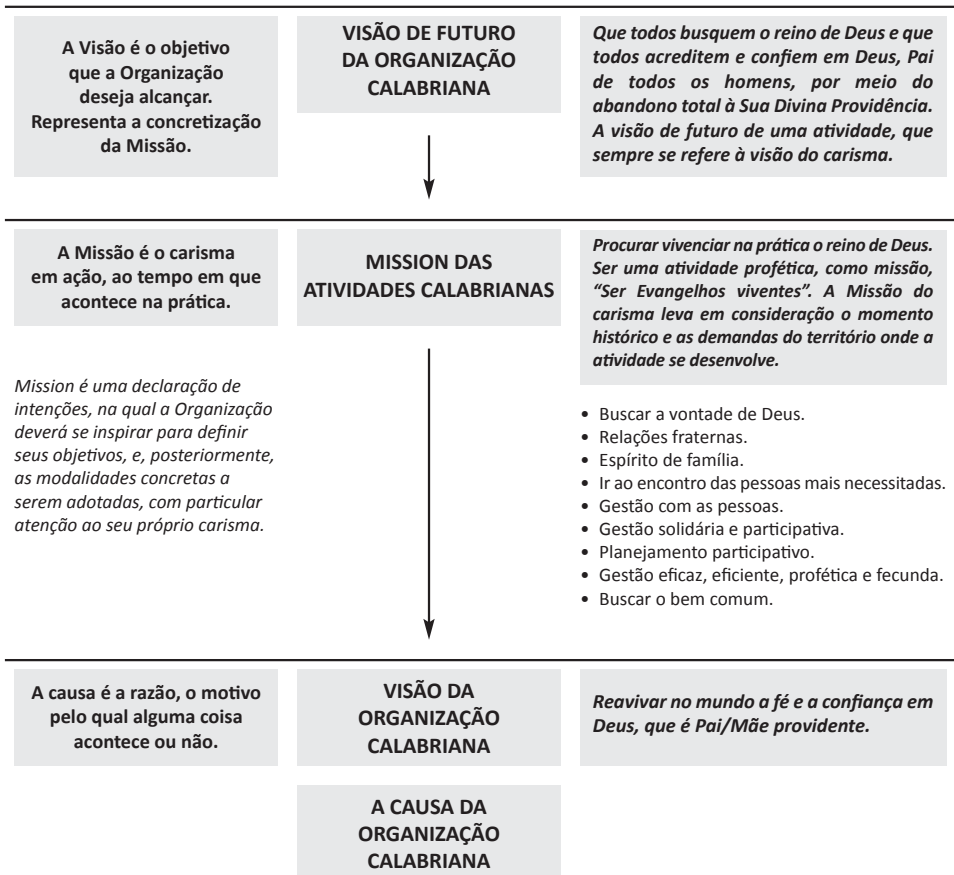 A Visão é o objetivo
que a Organização
deseja alcançar.
Representa a concretização
da Missão.
VISÃO DE FUTURO
DA ORGANIZAÇÃO
CALABRIANA
Que todos busquem o reino de Deus e que
todos acreditem e confiem em Deus, Pai
de todos os homens, por meio do
abandono total à Sua Divina Providência.
A visão de futuro de uma atividade, que
sempre se refere à visão do carisma.
A Missão é o carisma
em ação, ao tempo em que
acontece na prática.
Mission é uma declaração de
intenções, na qual a Organização
deverá se inspirar para definir
seus objetivos, e, posteriormente,
as modalidades concretas a
serem adotadas, com particular
atenção ao seu próprio carisma.
MISSION DAS
ATIVIDADES CALABRIANAS
Procurar vivenciar na prática o reino de Deus.
Ser uma atividade profética, como missão,
“Ser Evangelhos viventes”. A Missão do
carisma leva em consideração o momento
histórico e as demandas do território onde a
atividade se desenvolve.
• Buscar a vontade de Deus.
• Relações fraternas.
• Espírito de família.
• Ir ao encontro das pessoas mais necessitadas.
• Gestão com as pessoas.
• Gestão solidária e participativa.
• Planejamento participativo.
• Gestão eficaz, eficiente, profética e fecunda.
• Buscar o bem comum.
A causa é a razão, o motivo
pelo qual alguma coisa
acontece ou não.
VISÃO DA
ORGANIZAÇÃO
CALABRIANA
Reavivar no mundo a fé e a confiança em
Deus, que é Pai/Mãe providente.
A CAUSA DA
ORGANIZAÇÃO
CALABRIANA